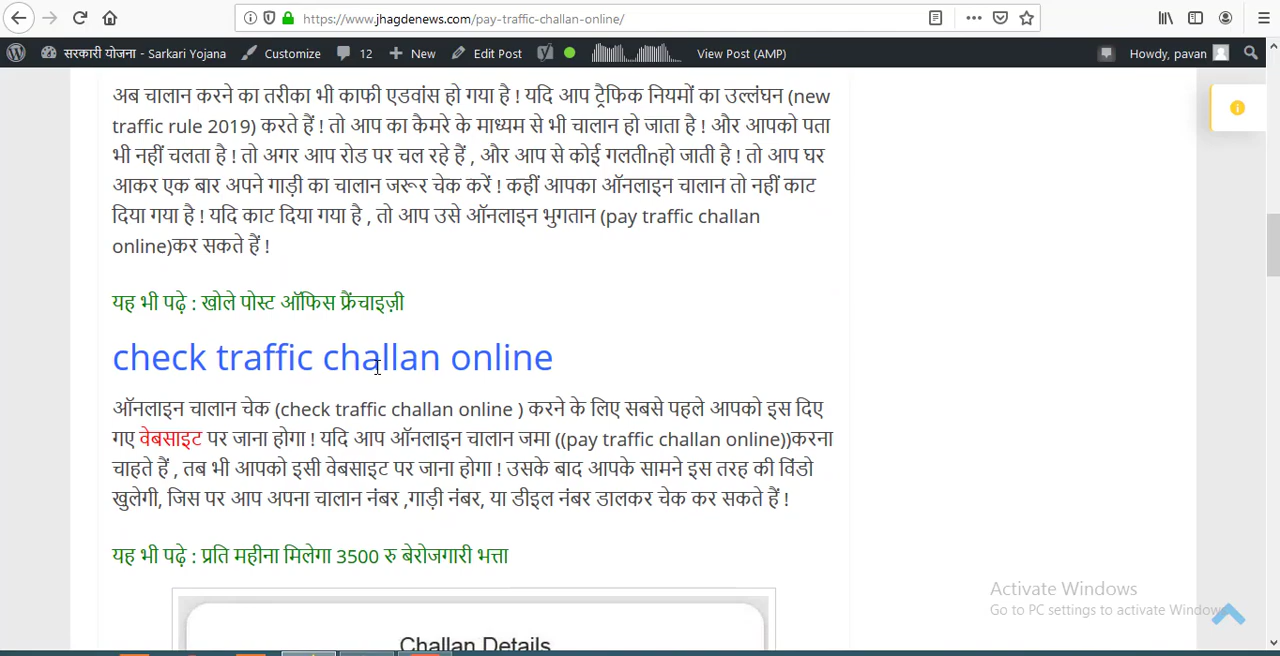 https://www.jhagdenews.com/pay-traffic-challan-online/
सरकारी योजना - Sarkari Yojana Customize 12 New Edit Post View Post (AMP) Howdy, pavan
अब चालान करने का तरीका भी काफी एडवांस हो गया है ! यदि आप ट्रैफिक नियमों का उल्लंघन (new
traffic rule 2019) करते हैं ! तो आप का कैमरे के माध्यम से भी चालान हो जाता है ! और आपको पता
भी नहीं चलता है ! तो अगर आप रोड पर चल रहे हैं , और आप से कोई गलतीnहो जाती है ! तो आप घर
आकर एक बार अपने गाड़ी का चालान जरूर चेक करें ! कहीं आपका ऑनलाइन चालान तो नहीं काट
दिया गया है ! यदि काट दिया गया है , तो आप उसे ऑनलाइन भुगतान (pay traffic challan
online)कर सकते हैं !
यह भी पढ़े : खोले पोस्ट ऑफिस फ्रैंचाइज़ी
check traffic challan online
ऑनलाइन चालान चेक (check traffic challan online ) करने के लिए सबसे पहले आपको इस दिए
गए वेबसाइट पर जाना होगा ! यदि आप ऑनलाइन चालान जमा ((pay traffic challan online))करना
चाहते हैं , तब भी आपको इसी वेबसाइट पर जाना होगा ! उसके बाद आपके सामने इस तरह की विंडो
खुलेगी, जिस पर आप अपना चालान नंबर ,गाड़ी नंबर, या डीइल नंबर डालकर चेक कर सकते हैं !
यह भी पढ़े : प्रति महीना मिलेगा 3500 रु बेरोजगारी भत्ता
Activate Windows
Go to PC settings to activate Windows
Challan Details